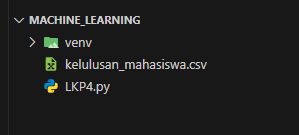 MACHINE_LEARNING
venv
kelulusan_mahasiswa.csv
LKP4.py